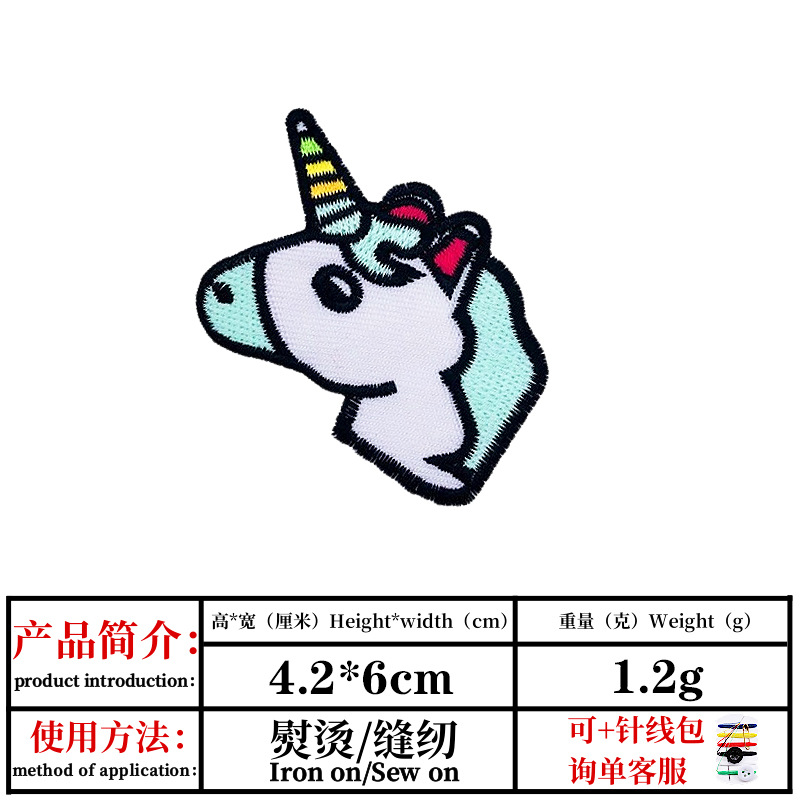 产品简介：
product introduction：
高*宽（厘米）Height*width（cm）
4.2*6cm
重量（克）Weight（g）
1.2g
使用方法：
method of application：
熨烫/缝纫
Iron on/Sew on
可+针线包
询单客服